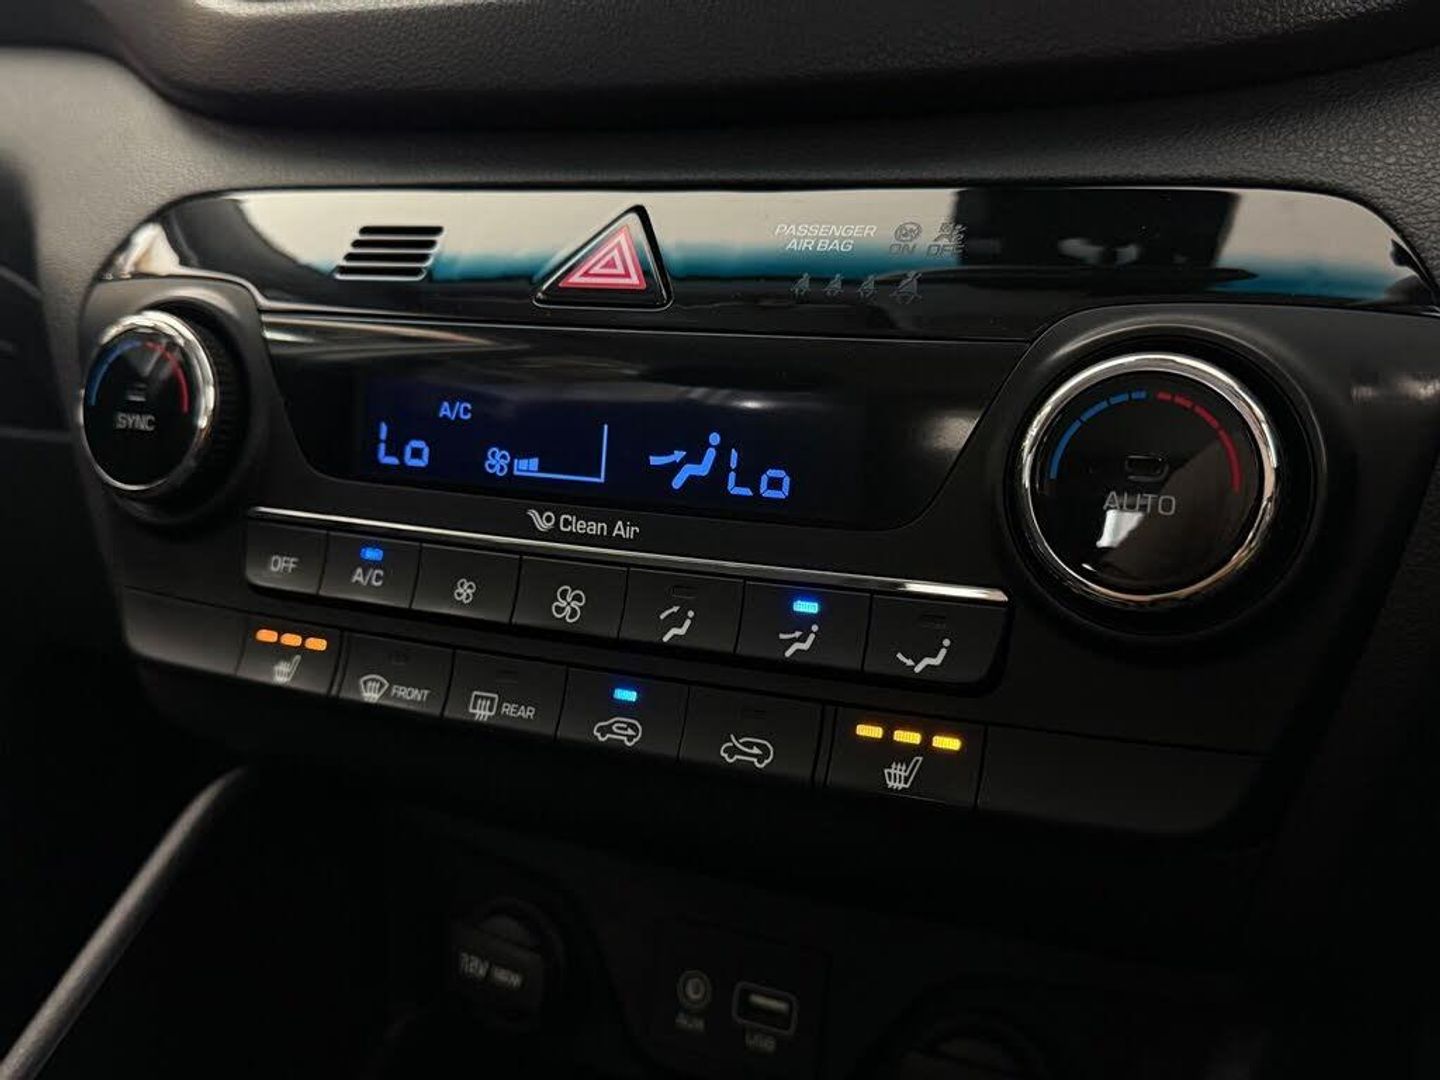 PASSENGER
AIR BAG
ON OFF
SYNC
A/C
Lo
Lo
AUTO
Clean Air
OFF
A/C
FRONT
REAR
AUX
USB